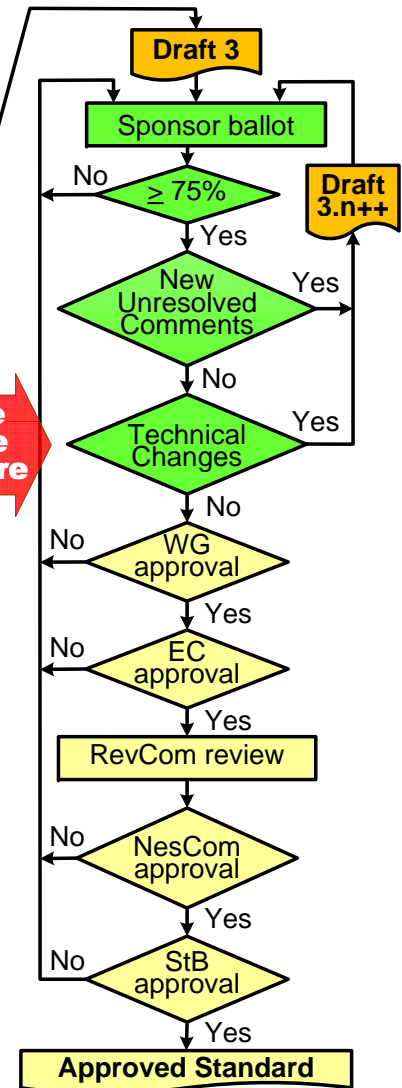 Draft 3
Sponsor ballot
No
≥ 75%
Draft
3.n++
Yes
New
Unresolved
Comments
Yes
No
Technical
Changes
Yes
re
No
WG
approval
No
Yes
EC
approval
No
Yes
RevCom review
NesCom
approval
No
Yes
StB
approval
No
Yes
Approved Standard